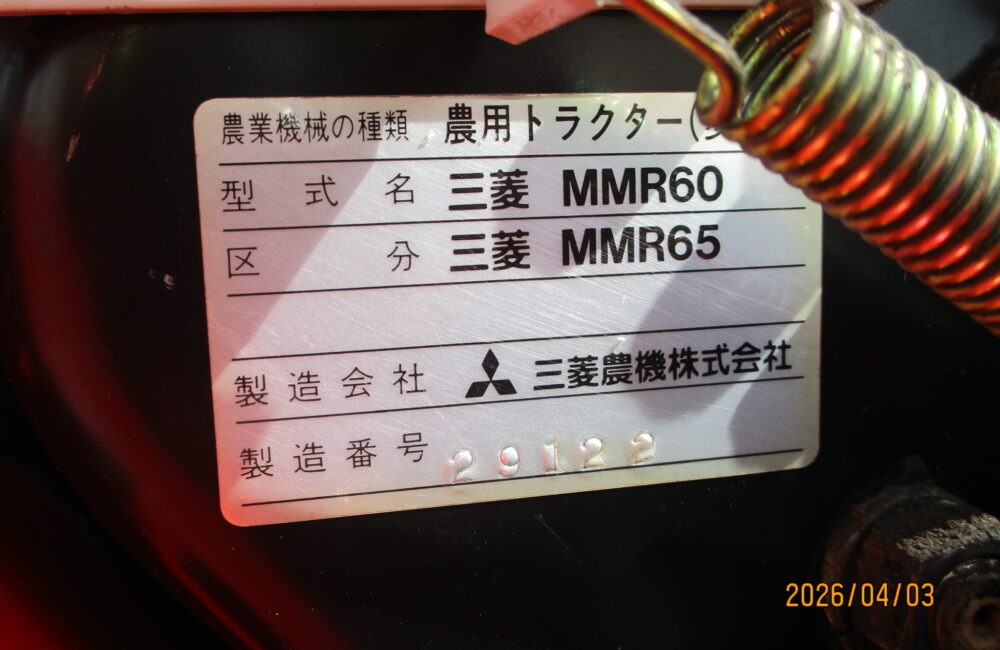 農業機械の種類 農用トラクター(
型式名 三菱 MMR60
区分 三菱 MMR65
製造会社 三菱農機株式会社
製造番号 29122
2026/04/03